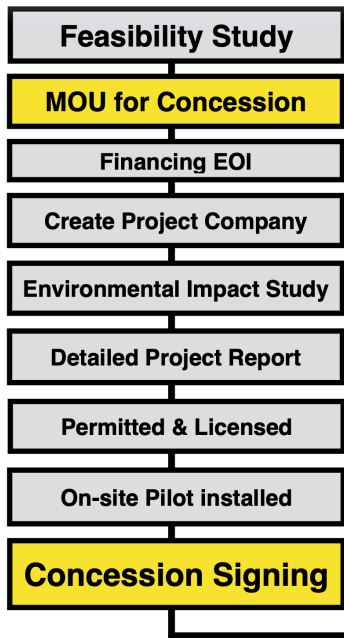 Feasibility Study
MOU for Concession
Financing EOI
Create Project Company
Environmental Impact Study
Detailed Project Report
Permitted & Licensed
On-site Pilot installed
Concession Signing